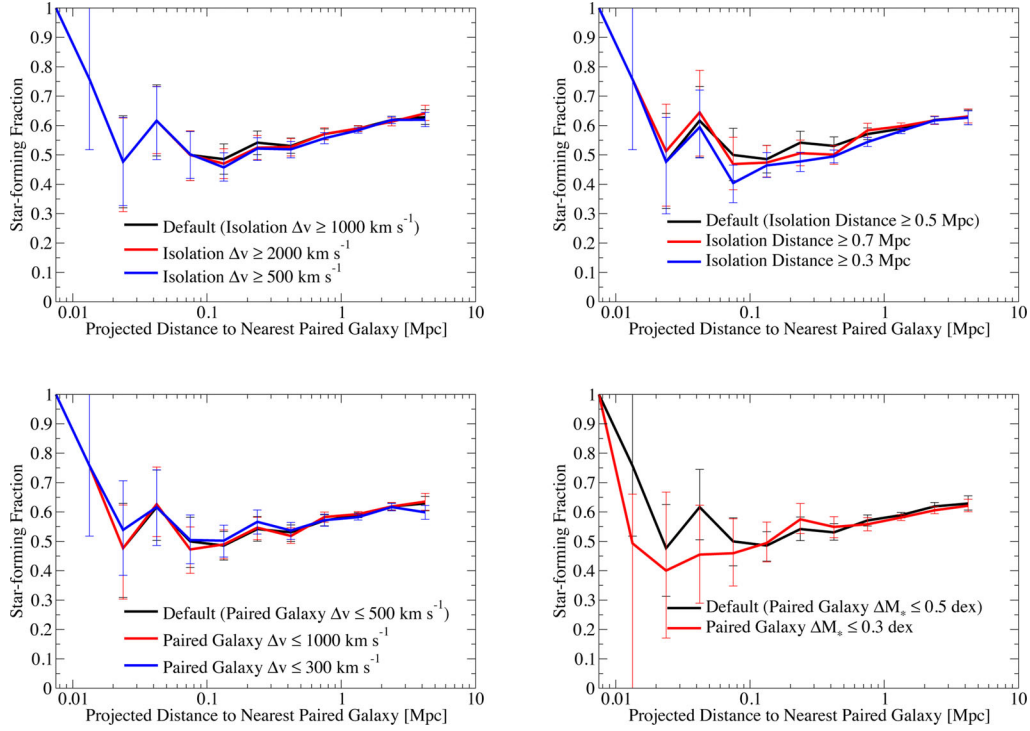 1
0.9
0.8
0.7
0.6
0.5
0.4
0.3
0.2
0.1
0
Star-forming Fraction
Default (Isolation Δv ≥ 1000 km s⁻¹)
Isolation Δv ≥ 2000 km s⁻¹
Isolation Δv ≥ 500 km s⁻¹
0.01 0.1 1 10
Projected Distance to Nearest Paired Galaxy [Mpc]
1
0.9
0.8
0.7
0.6
0.5
0.4
0.3
0.2
0.1
0
Star-forming Fraction
Default (Isolation Distance ≥ 0.5 Mpc)
Isolation Distance ≥ 0.7 Mpc
Isolation Distance ≥ 0.3 Mpc
0.01 0.1 1 10
Projected Distance to Nearest Paired Galaxy [Mpc]
1
0.9
0.8
0.7
0.6
0.5
0.4
0.3
0.2
0.1
0
Star-forming Fraction
Default (Paired Galaxy Δv ≤ 500 km s⁻¹)
Paired Galaxy Δv ≤ 1000 km s⁻¹
Paired Galaxy Δv ≤ 300 km s⁻¹
0.01 0.1 1 10
Projected Distance to Nearest Paired Galaxy [Mpc]
1
0.9
0.8
0.7
0.6
0.5
0.4
0.3
0.2
0.1
0
Star-forming Fraction
Default (Paired Galaxy ΔM* ≤ 0.5 dex)
Paired Galaxy ΔM* ≤ 0.3 dex
0.01 0.1 1 10
Projected Distance to Nearest Paired Galaxy [Mpc]